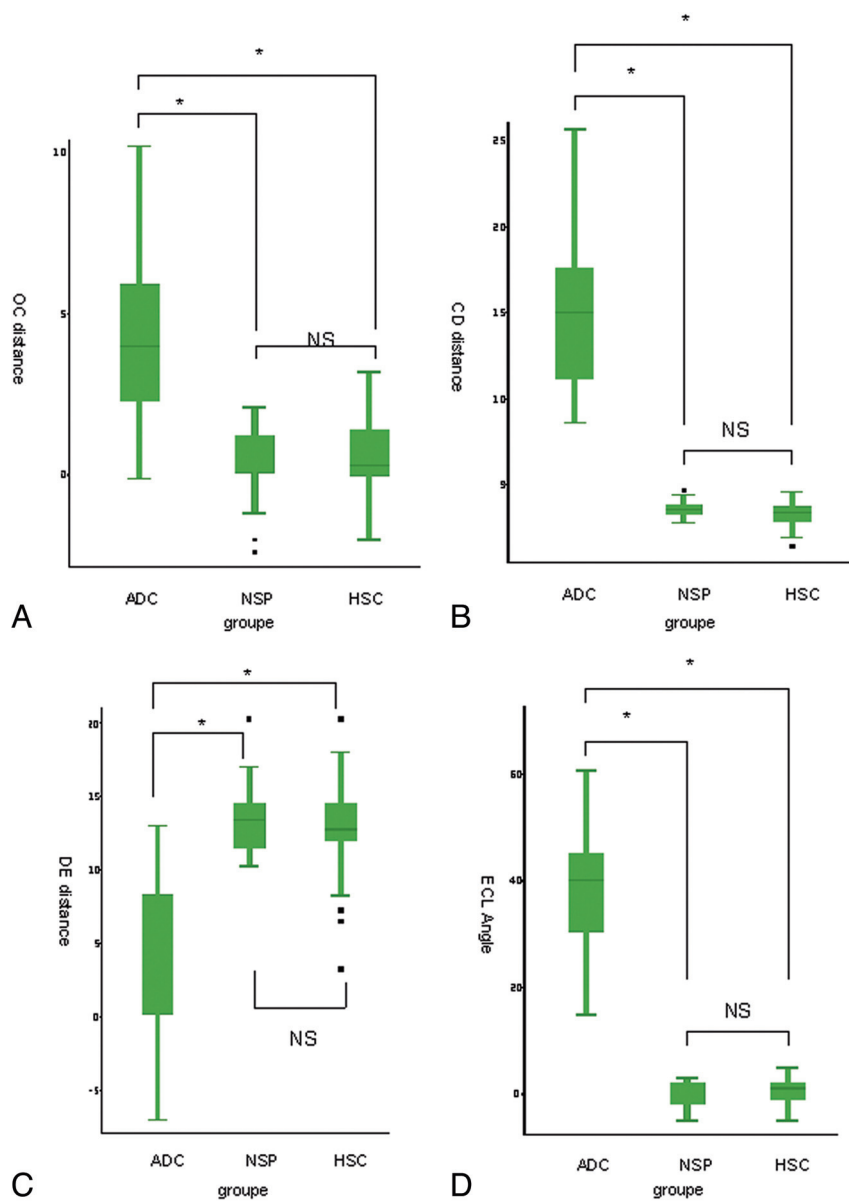 *
*
10
5
0
OC distance
NS
ADC NSP HSC
groupe
A
*
*
25
20
15
10
5
CD distance
NS
ADC NSP HSC
groupe
B
*
*
20
15
10
5
0
-5
DE distance
NS
ADC NSP HSC
groupe
C
*
*
60
40
20
0
ECL Angle
NS
ADC NSP HSC
groupe
D